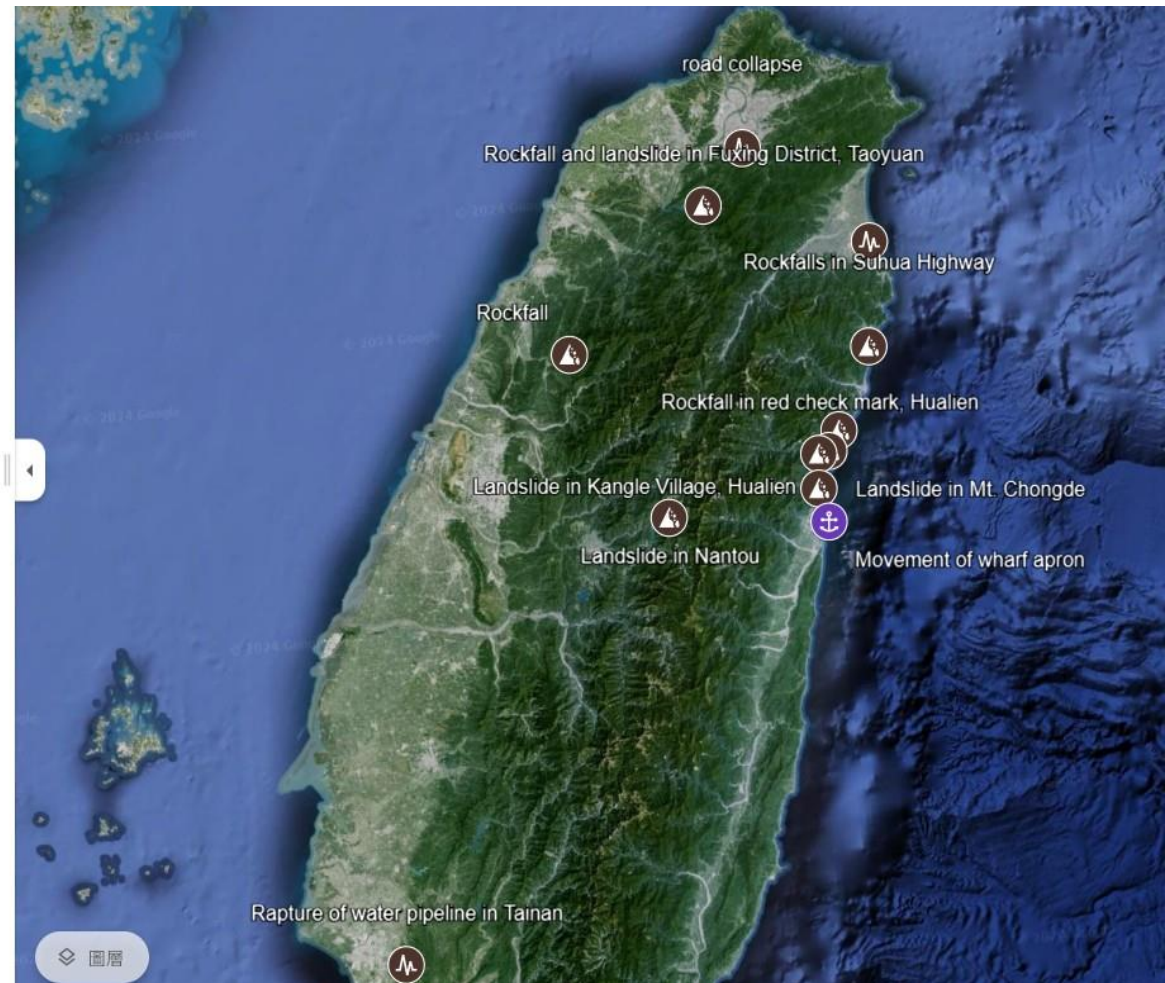 road collapse
Rockfall and landslide in Fuxing District, Taoyuan
Rockfalls in Suhua Highway
Rockfall
Rockfall in red check mark, Hualien
Landslide in Kangle Village, Hualien
Landslide in Mt. Chongde
Landslide in Nantou
Movement of wharf apron
Rapture of water pipeline in Tainan
圖層